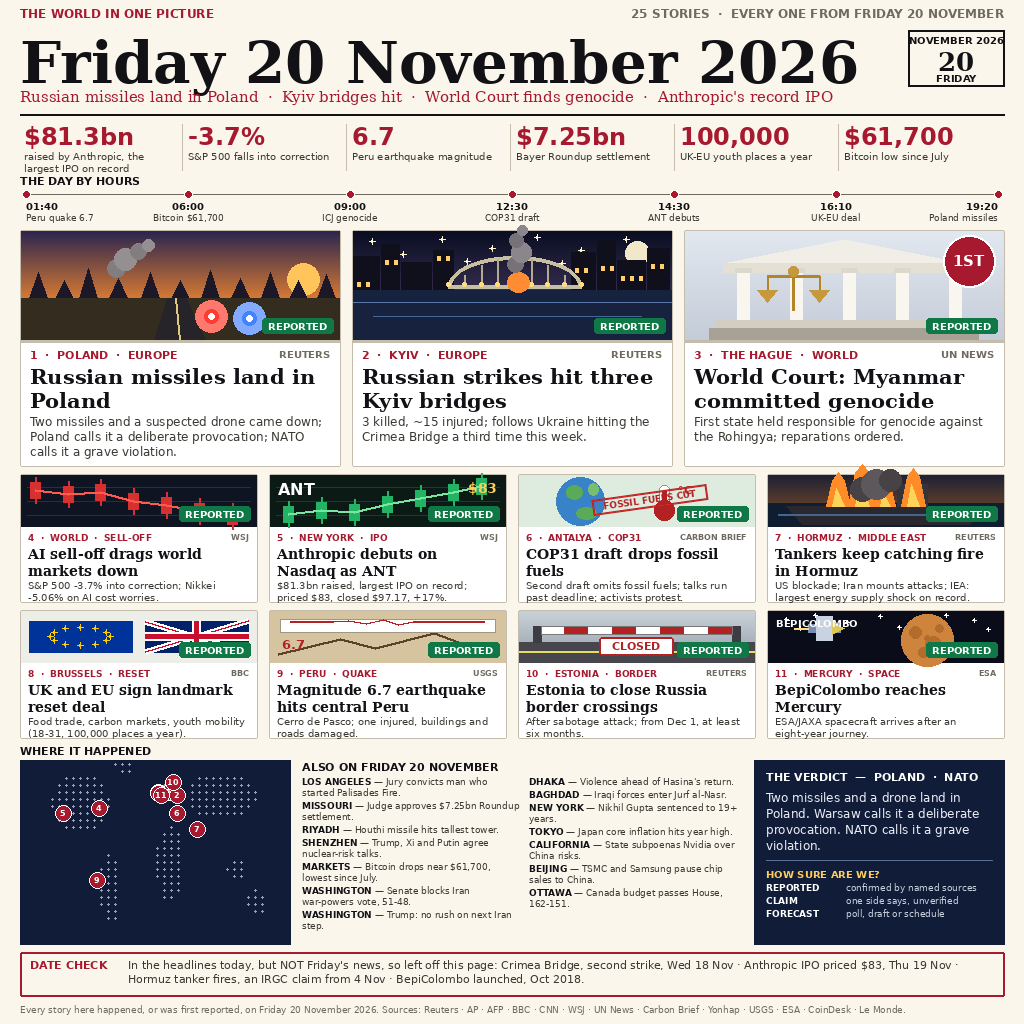 THE WORLD IN ONE PICTURE
25 STORIES · EVERY ONE FROM FRIDAY 20 NOVEMBER
Friday 20 November 2026
NOVEMBER 2026
20
FRIDAY
Russian missiles land in Poland · Kyiv bridges hit · World Court finds genocide · Anthropic's record IPO
$81.3bn
raised by Anthropic, the
largest IPO on record
-3.7%
S&P 500 falls into correction
6.7
Peru earthquake magnitude
$7.25bn
Bayer Roundup settlement
100,000
UK-EU youth places a year
$61,700
Bitcoin low since July
THE DAY BY HOURS
01:40
Peru quake 6.7
06:00
Bitcoin $61,700
09:00
ICJ genocide
12:30
COP31 draft
14:30
ANT debuts
16:10
UK-EU deal
19:20
Poland missiles
REPORTED
1 · POLAND · EUROPE
REUTERS
Russian missiles land in
Poland
Two missiles and a suspected drone came down;
Poland calls it a deliberate provocation; NATO
calls it a grave violation.
REPORTED
2 · KYIV · EUROPE
REUTERS
Russian strikes hit three
Kyiv bridges
3 killed, ~15 injured; follows Ukraine hitting the
Crimea Bridge a third time this week.
1ST
REPORTED
3 · THE HAGUE · WORLD
UN NEWS
World Court: Myanmar
committed genocide
First state held responsible for genocide against
the Rohingya; reparations ordered.
REPORTED
4 · WORLD · SELL-OFF
WSJ
AI sell-off drags world
markets down
S&P 500 -3.7% into correction; Nikkei
-5.06% on AI cost worries.
ANT
$83
REPORTED
5 · NEW YORK · IPO
WSJ
Anthropic debuts on
Nasdaq as ANT
$81.3bn raised, largest IPO on record;
priced $83, closed $97.17, +17%.
FOSSIL FUELS CUT
REPORTED
6 · ANTALYA · COP31
CARBON BRIEF
COP31 draft drops fossil
fuels
Second draft omits fossil fuels; talks run
past deadline; activists protest.
REPORTED
7 · HORMUZ · MIDDLE EAST
REUTERS
Tankers keep catching fire
in Hormuz
US blockade; Iran mounts attacks; IEA:
largest energy supply shock on record.
REPORTED
8 · BRUSSELS · RESET
BBC
UK and EU sign landmark
reset deal
Food trade, carbon markets, youth mobility
(18-31, 100,000 places a year).
6.7
REPORTED
9 · PERU · QUAKE
USGS
Magnitude 6.7 earthquake
hits central Peru
Cerro de Pasco; one injured, buildings and
roads damaged.
CLOSED
REPORTED
10 · ESTONIA · BORDER
REUTERS
Estonia to close Russia
border crossings
After sabotage attack; from Dec 1, at least
six months.
BEPICOLOMBO
REPORTED
11 · MERCURY · SPACE
ESA
BepiColombo reaches
Mercury
ESA/JAXA spacecraft arrives after an
eight-year journey.
WHERE IT HAPPENED
10
11
2
5
4
6
7
9
ALSO ON FRIDAY 20 NOVEMBER
LOS ANGELES — Jury convicts man who
started Palisades Fire.
MISSOURI — Judge approves $7.25bn Roundup
settlement.
RIYADH — Houthi missile hits tallest tower.
SHENZHEN — Trump, Xi and Putin agree
nuclear-risk talks.
MARKETS — Bitcoin drops near $61,700,
lowest since July.
WASHINGTON — Senate blocks Iran
war-powers vote, 51-48.
WASHINGTON — Trump: no rush on next Iran
step.
DHAKA — Violence ahead of Hasina's return.
BAGHDAD — Iraqi forces enter Jurf al-Nasr.
NEW YORK — Nikhil Gupta sentenced to 19+
years.
TOKYO — Japan core inflation hits year high.
CALIFORNIA — State subpoenas Nvidia over
China risks.
BEIJING — TSMC and Samsung pause chip
sales to China.
OTTAWA — Canada budget passes House,
162-151.
THE VERDICT — POLAND · NATO
Two missiles and a drone land in
Poland. Warsaw calls it a deliberate
provocation. NATO calls it a grave
violation.
HOW SURE ARE WE?
REPORTED confirmed by named sources
CLAIM one side says, unverified
FORECAST poll, draft or schedule
DATE CHECK
In the headlines today, but NOT Friday's news, so left off this page: Crimea Bridge, second strike, Wed 18 Nov · Anthropic IPO priced $83, Thu 19 Nov ·
Hormuz tanker fires, an IRGC claim from 4 Nov · BepiColombo launched, Oct 2018.
Every story here happened, or was first reported, on Friday 20 November 2026. Sources: Reuters · AP · AFP · BBC · CNN · WSJ · UN News · Carbon Brief · Yonhap · USGS · ESA · CoinDesk · Le Monde.